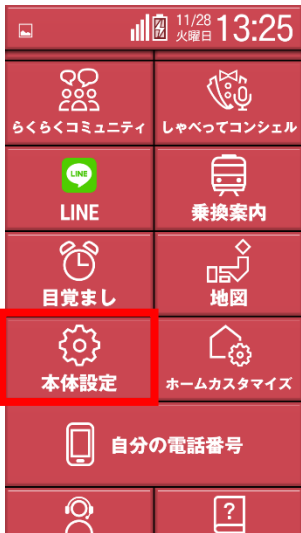 11/28
火曜日
13:25
らくらくコミュニティ
しゃべってコンシェル
LINE
LINE
乗換案内
目覚まし
地図
本体設定
ホームカスタマイズ
自分の電話番号
?